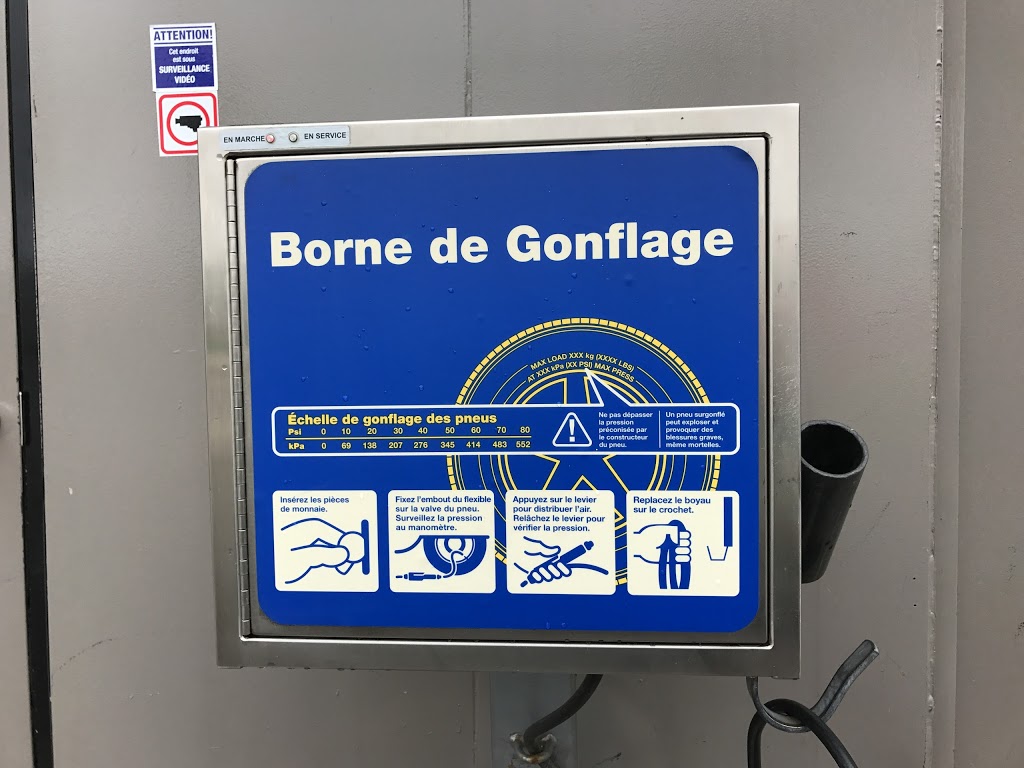 ATTENTION!
Cet endroit
est sous
SURVEILLANCE
VIDÉO
EN MARCHE EN SERVICE
Borne de Gonflage
MAX LOAD XXX kg (XXXX LBS)
AT XXX kPa (XX PSI) MAX PRESS
Échelle de gonflage des pneus
Psi 0 10 20 30 40 50 60 70 80
kPa 0 69 138 207 276 345 414 483 552
Ne pas dépasser
la pression
préconisée par
le constructeur
du pneu.
Un pneu surgonflé
peut exploser et
provoquer des
blessures graves,
même mortelles.
Insérez les pièces
de monnaie.
Fixez l'embout du flexible
sur la valve du pneu.
Surveillez la pression
au manomètre.
Appuyez sur le levier
pour distribuer l'air.
Relâchez le levier pour
vérifier la pression.
Replacez le boyau
sur le crochet.